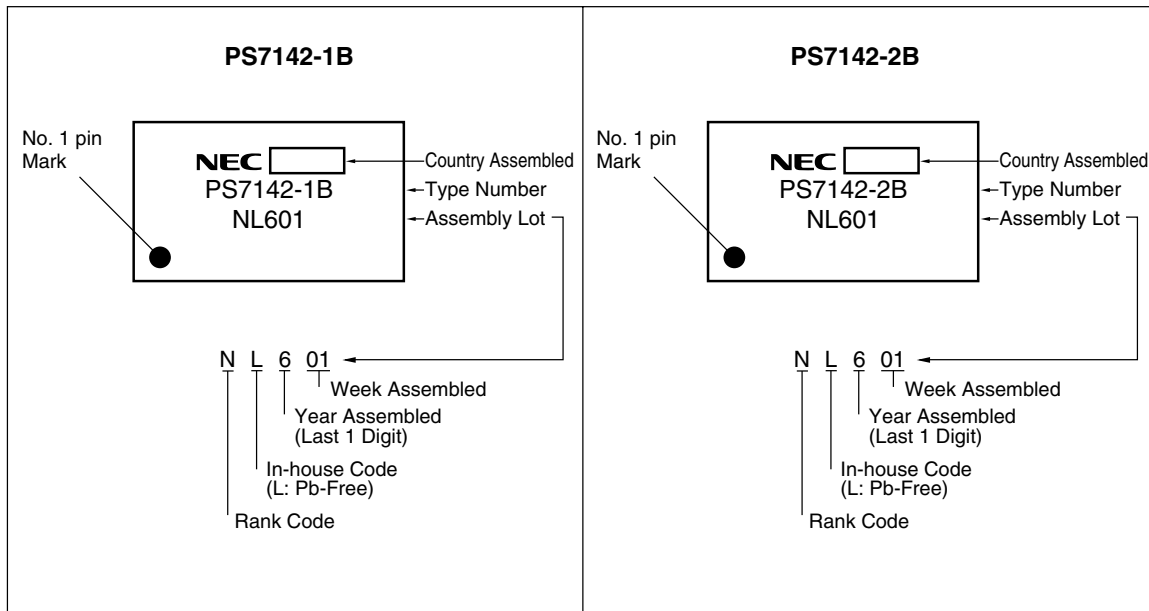 PS7142-1B
No. 1 pin
Mark
NEC
Country Assembled
PS7142-1B
Type Number
NL601
Assembly Lot
N L 6 01
Week Assembled
Year Assembled
(Last 1 Digit)
In-house Code
(L: Pb-Free)
Rank Code
PS7142-2B
No. 1 pin
Mark
NEC
Country Assembled
PS7142-2B
Type Number
NL601
Assembly Lot
N L 6 01
Week Assembled
Year Assembled
(Last 1 Digit)
In-house Code
(L: Pb-Free)
Rank Code